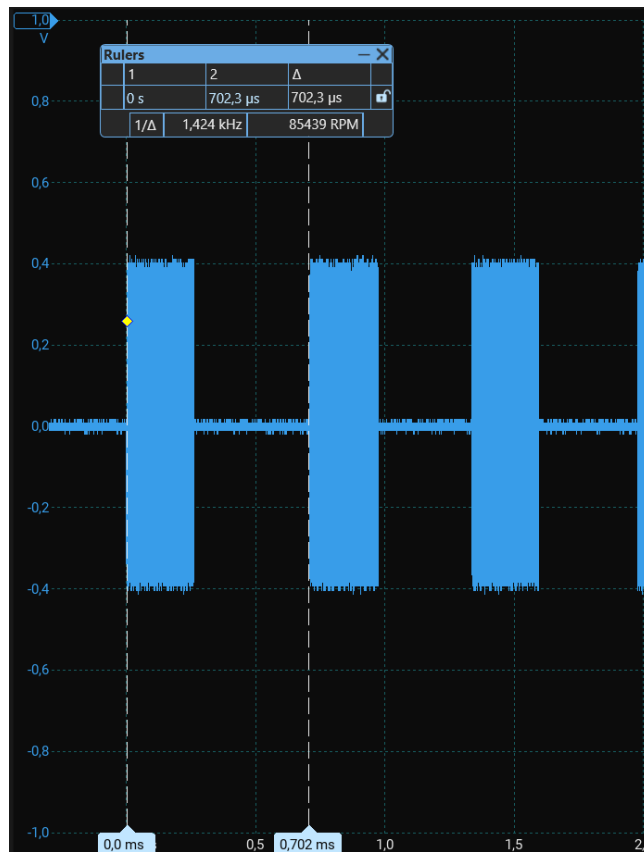 1,0
V
Rulers
1 2 Δ
0 s 702,3 µs 702,3 µs
1/Δ 1,424 kHz 85439 RPM
0,8
0,6
0,4
0,2
0,0
-0,2
-0,4
-0,6
-0,8
-1,0
0,0 ms 0,5 0,702 ms 1,0 1,5 2